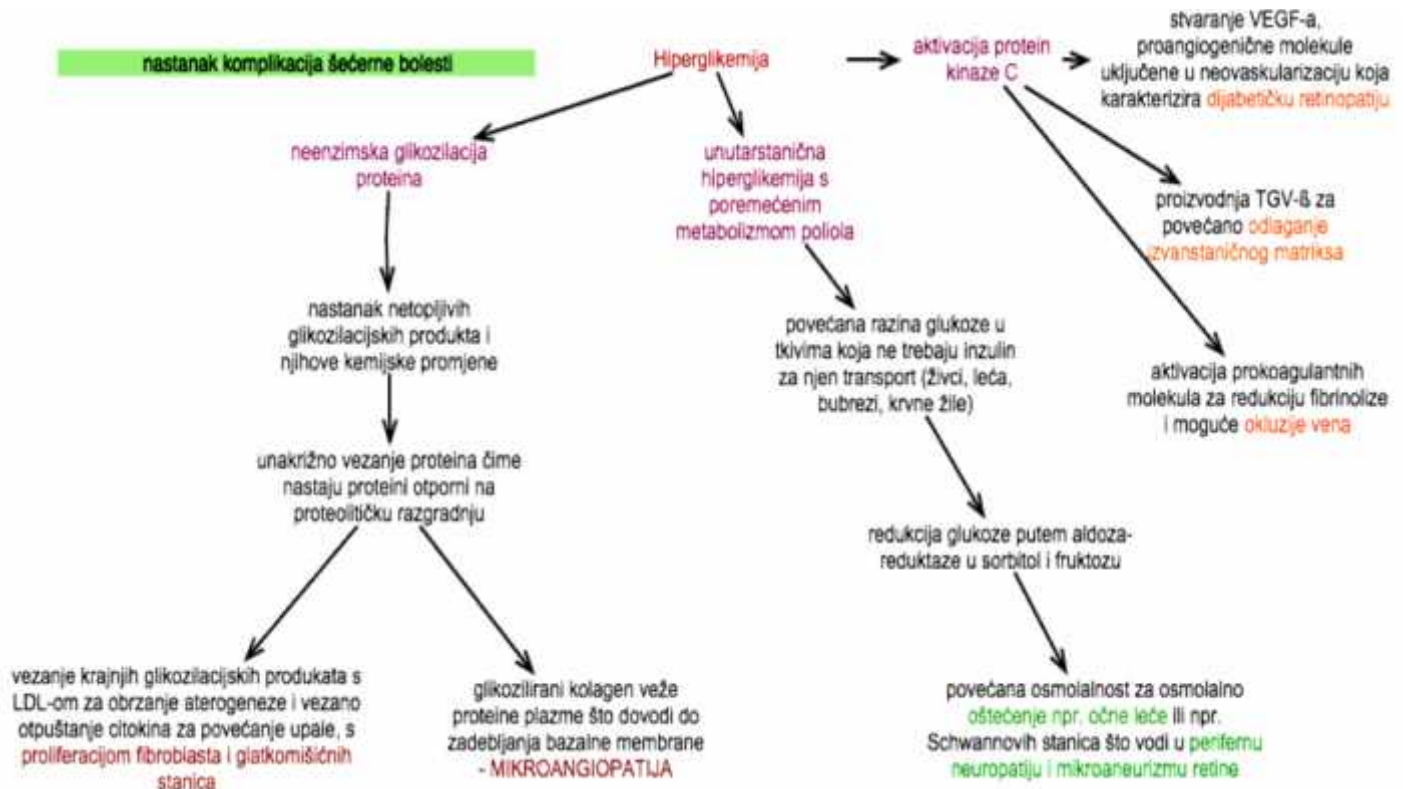 nastanak komplikacija šećerne bolesti
Hiperglikemija
aktivacija protein
kinaze C
stvaranje VEGF-a,
proangiogenične molekule
uključene u neovaskularizaciju koja
karakterizira dijabetičku retinopatiju
neenzimska glikozilacija
proteina
unutarstanična
hiperglikemija s
poremećenim
metabolizmom poliola
proizvodnja TGV-ß za
povećano odlaganje
izvanstaničnog matriksa
nastanak netopljivih
glikozilacijskih produkta i
njihove kemijske promjene
povećana razina glukoze u
tkivima koja ne trebaju inzulin
za njen transport (živci, leća,
bubrezi, krvne žile)
aktivacija prokoagulantnih
molekula za redukciju fibrinolize
i moguće okluzije vena
unakrižno vezanje proteina čime
nastaju proteini otporni na
proteolitičku razgradnju
redukcija glukoze putem aldoza-
reduktaze u sorbitol i fruktozu
vezanje krajnjih glikozilacijskih produkata s
LDL-om za obrzanje aterogeneze i vezano
otpuštanje citokina za povećanje upale, s
proliferacijom fibroblasta i glatkomišičnih
stanica
glikozilirani kolagen veže
proteine plazme što dovodi do
zadebljanja bazalne membrane
- MIKROANGIOPATIJA
povećana osmolalnost za osmolalno
oštećenje npr. očne leće Ili npr.
Schwannovih stanica što vodi u perifernu
neuropatiju i mikroaneurizmu retine